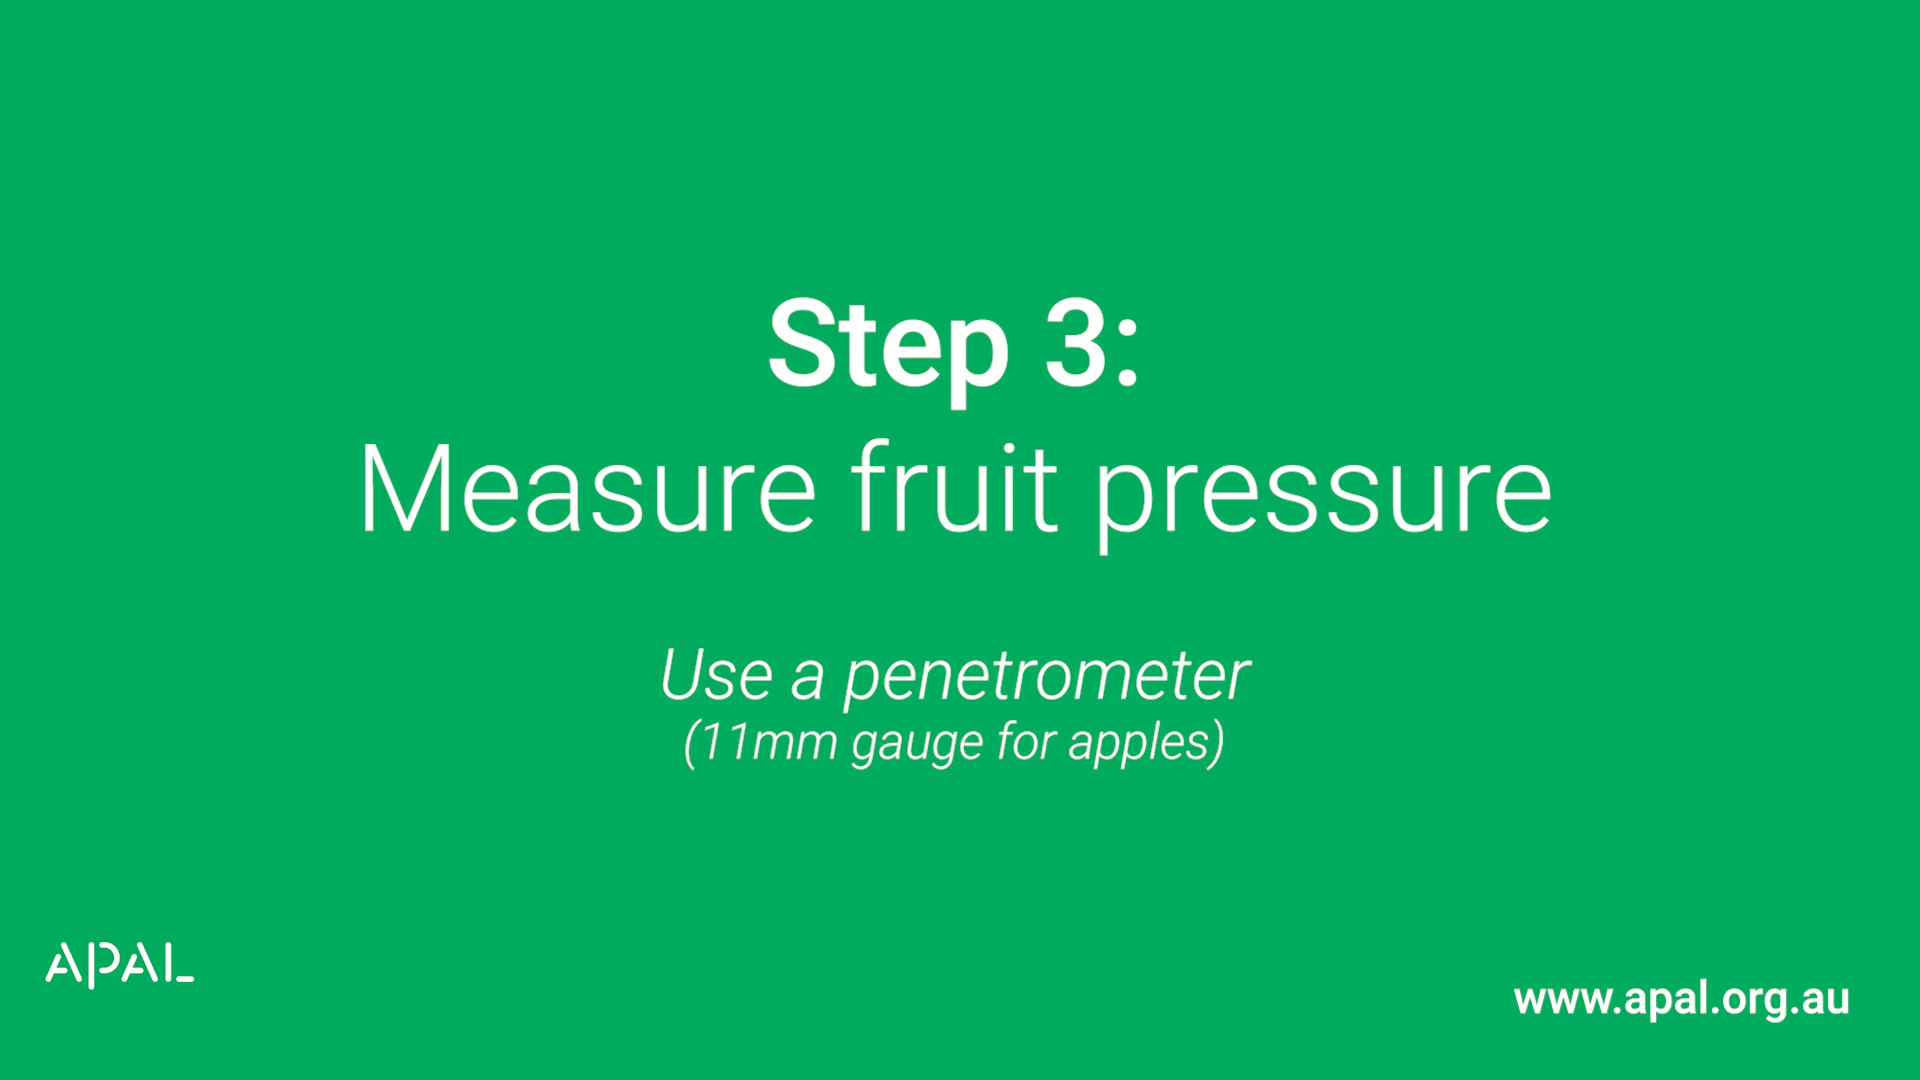 Step 3:
Measure fruit pressure
Use a penetrometer
(11mm gauge for apples)
APAL
www.apal.org.au